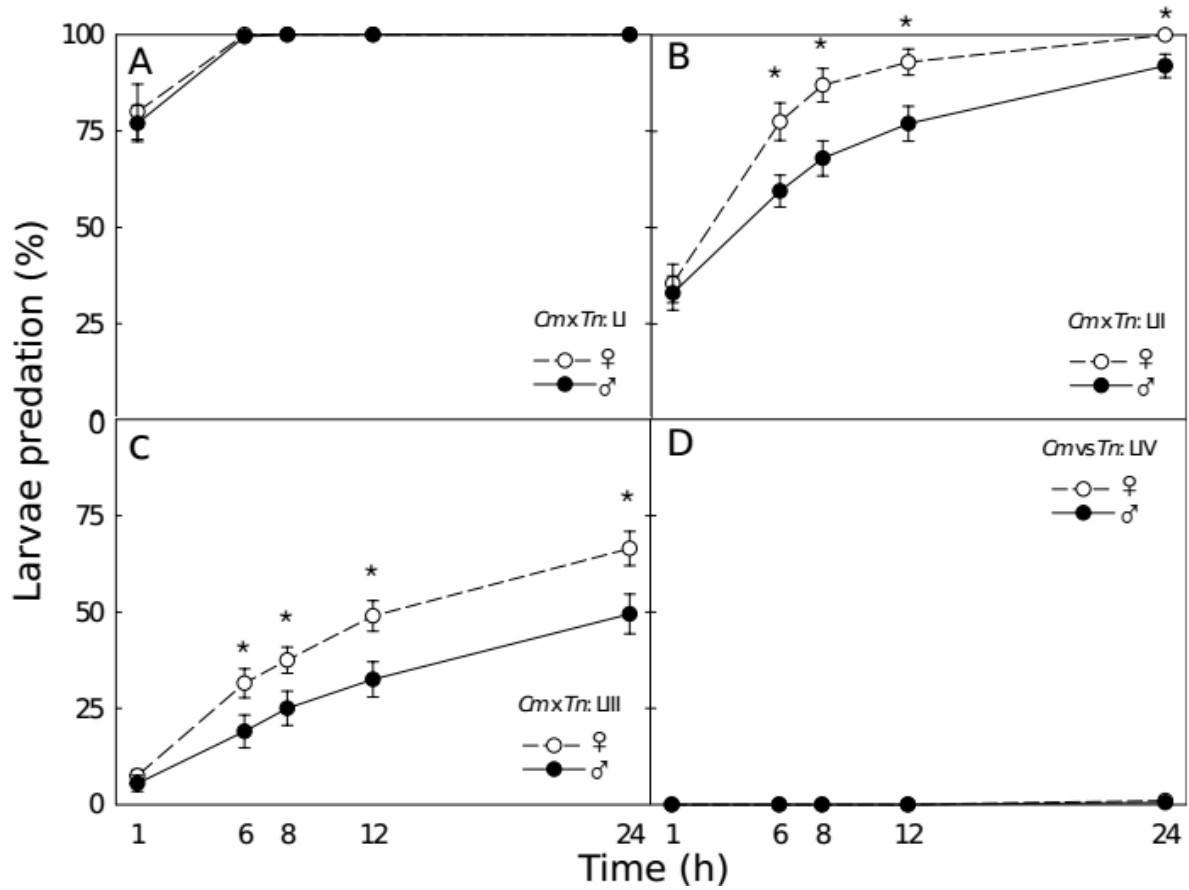 Larvae predation (%)
100
75
50
25
0
A
Cm x Tn: LI
♀
♂
B
*
*
*
*
Cm x Tn: LII
♀
♂
75
50
25
0
C
*
*
*
*
Cm x Tn: LIII
♀
♂
D
Cm vs Tn: LIV
♀
♂
1 6 8 12 24
1 6 8 12 24
Time (h)